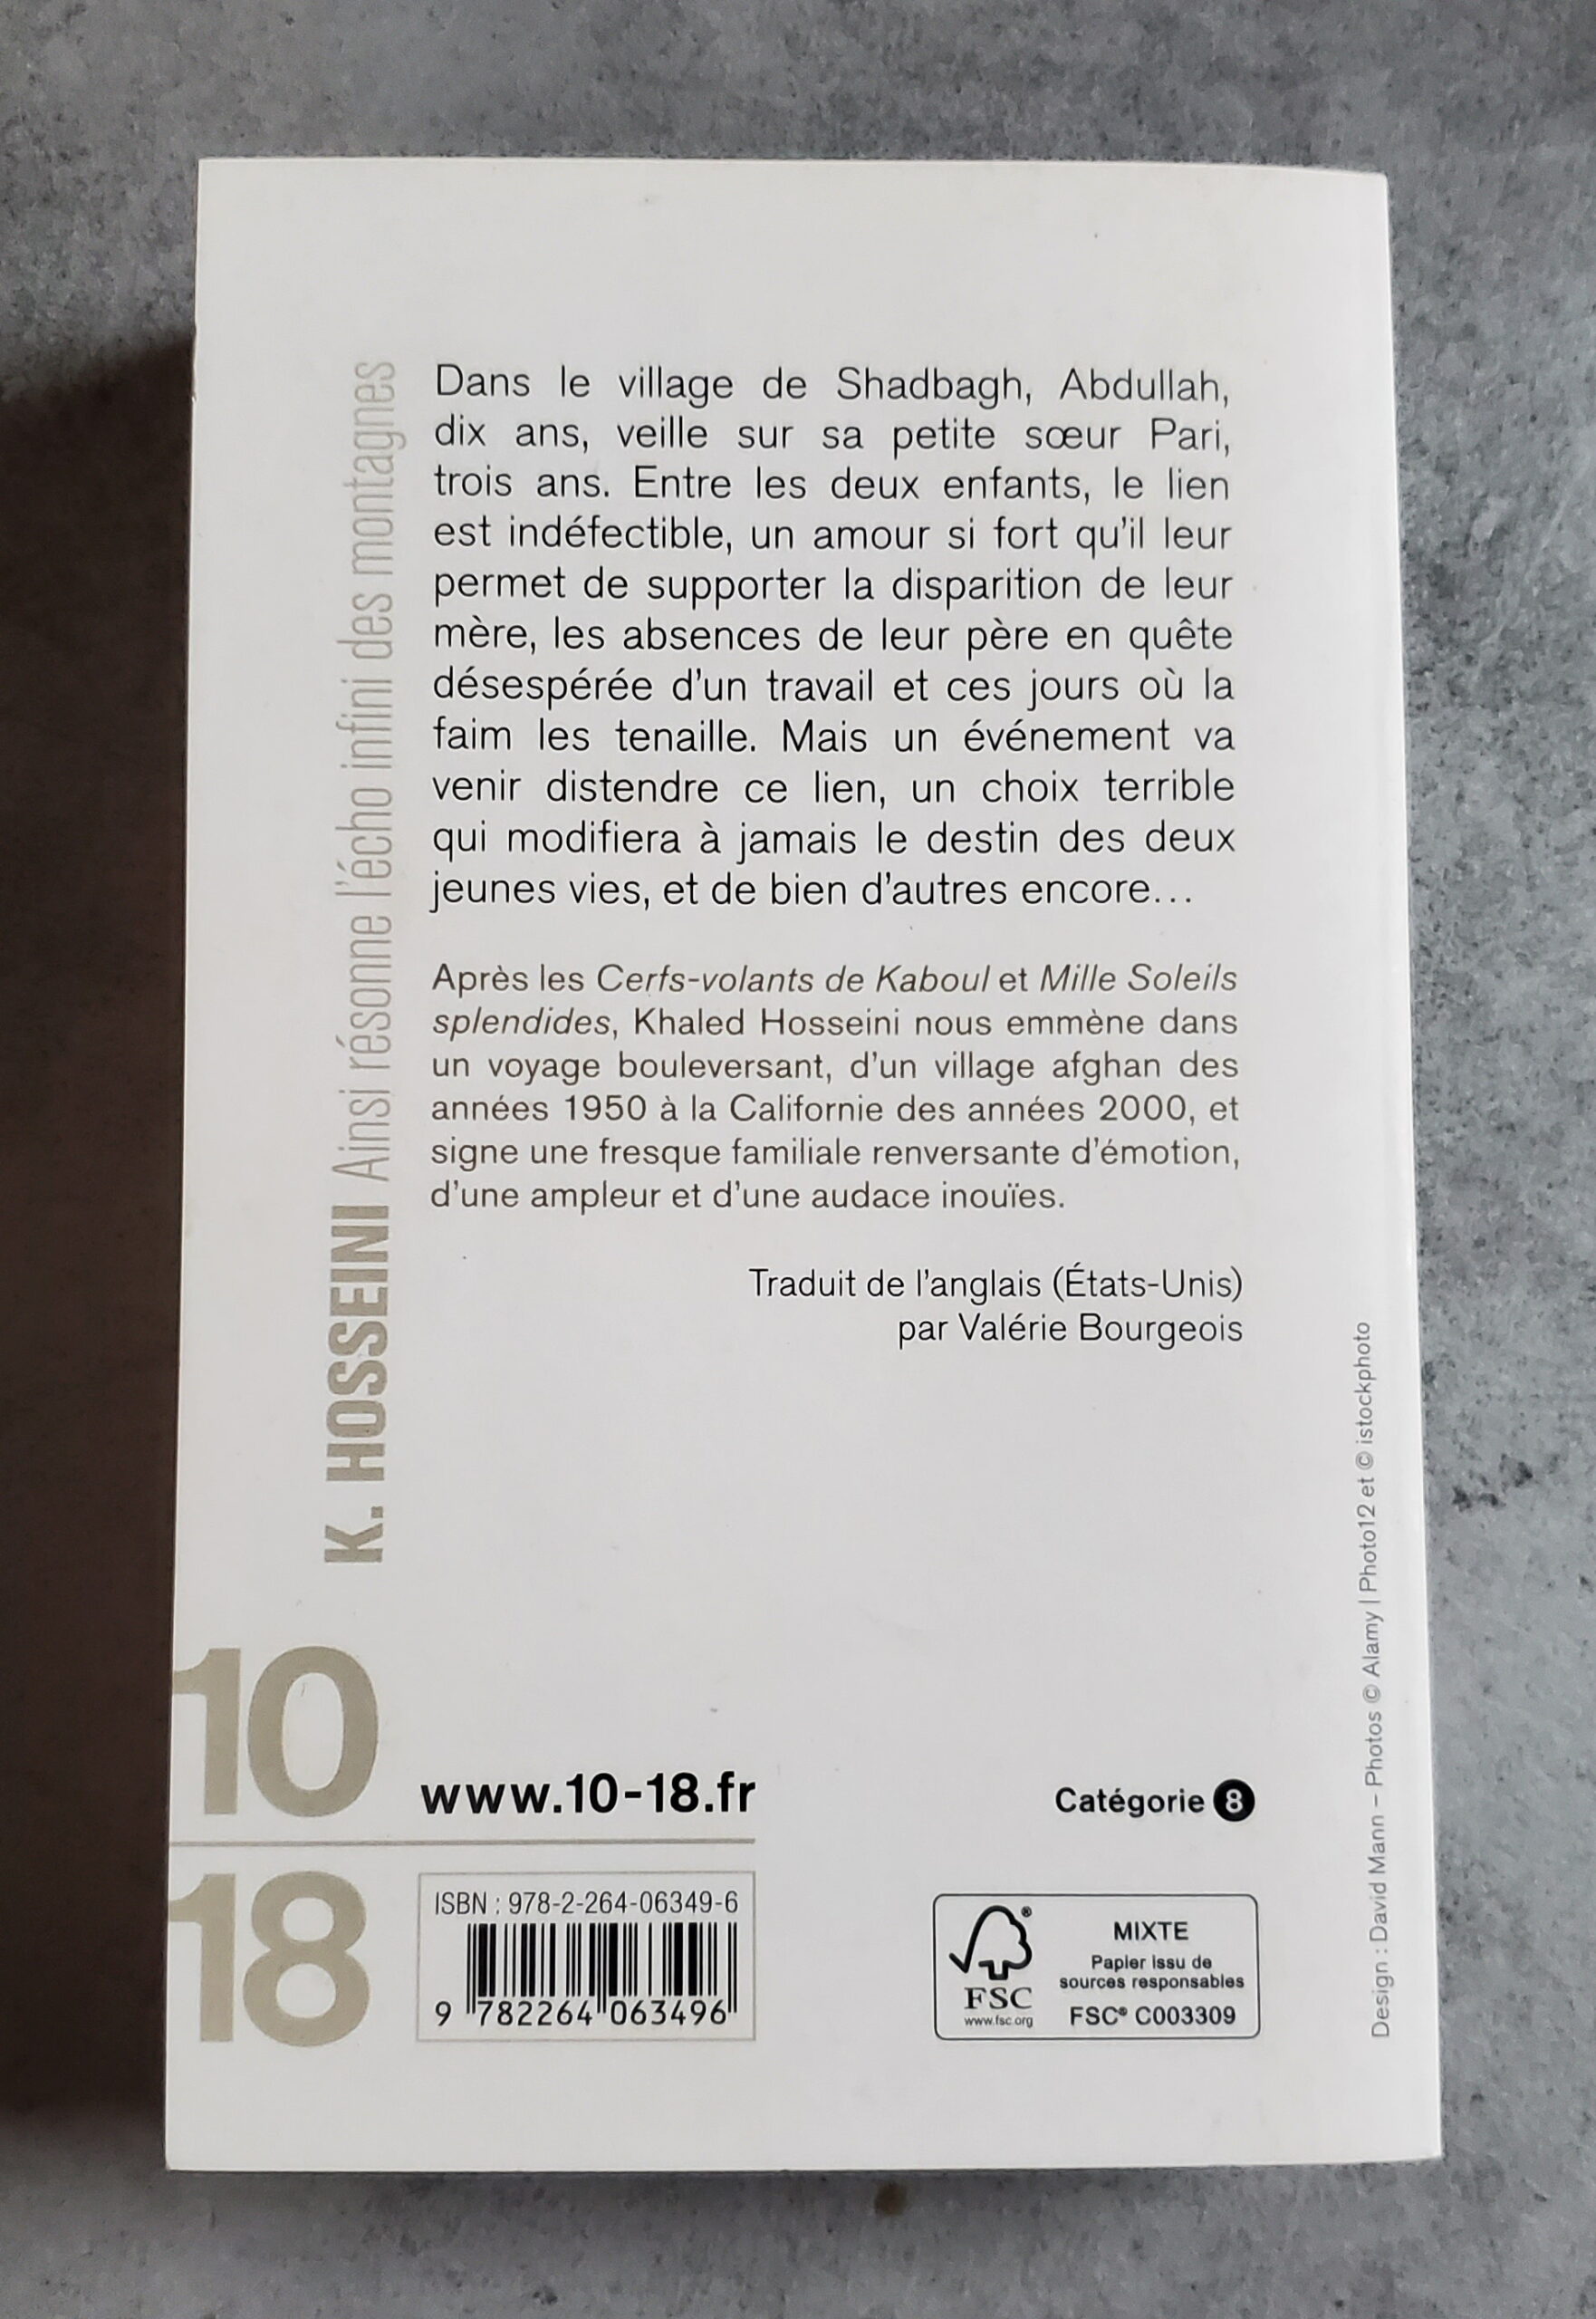 K. HOSSEINI Ainsi résonne l'écho infini des montagnes
Dans le village de Shadbagh, Abdullah,
dix ans, veille sur sa petite sœur Pari,
trois ans. Entre les deux enfants, le lien
est indéfectible, un amour si fort qu'il leur
permet de supporter la disparition de leur
mère, les absences de leur père en quête
désespérée d'un travail et ces jours où la
faim les tenaille. Mais un événement va
venir distendre ce lien, un choix terrible
qui modifiera à jamais le destin des deux
jeunes vies, et de bien d'autres encore...
Après les Cerfs-volants de Kaboul et Mille Soleils
splendides, Khaled Hosseini nous emmène dans
un voyage bouleversant, d'un village afghan des
années 1950 à la Californie des années 2000, et
signe une fresque familiale renversante d'émotion,
d'une ampleur et d'une audace inouïes.
Traduit de l'anglais (États-Unis)
par Valérie Bourgeois
10
18
www.10-18.fr
Catégorie 8
ISBN : 978-2-264-06349-6
9 782264 063496
FSC
www.fsc.org
®
MIXTE
Papier issu de
sources responsables
FSC® C003309
Design : David Mann – Photos © Alamy | Photo12 et © istockphoto